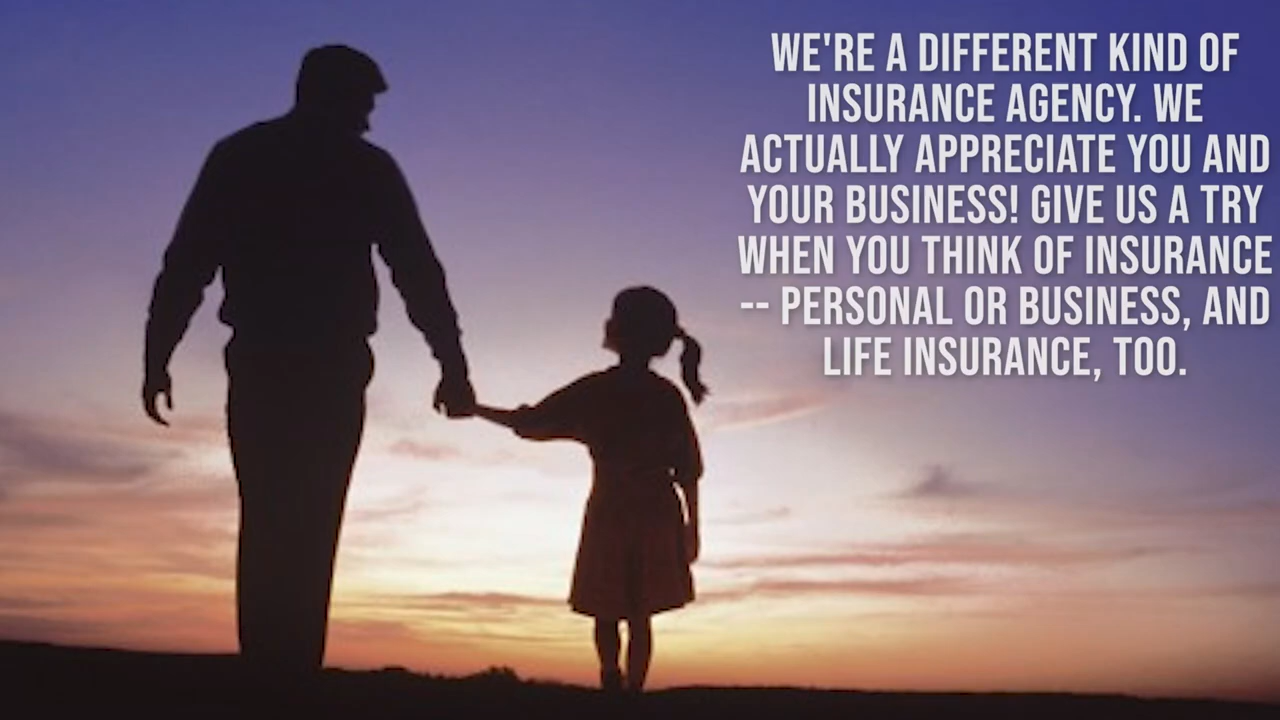 WE'RE A DIFFERENT KIND OF
INSURANCE AGENCY. WE
ACTUALLY APPRECIATE YOU AND
YOUR BUSINESS! GIVE US A TRY
WHEN YOU THINK OF INSURANCE
-- PERSONAL OR BUSINESS, AND
LIFE INSURANCE, TOO.